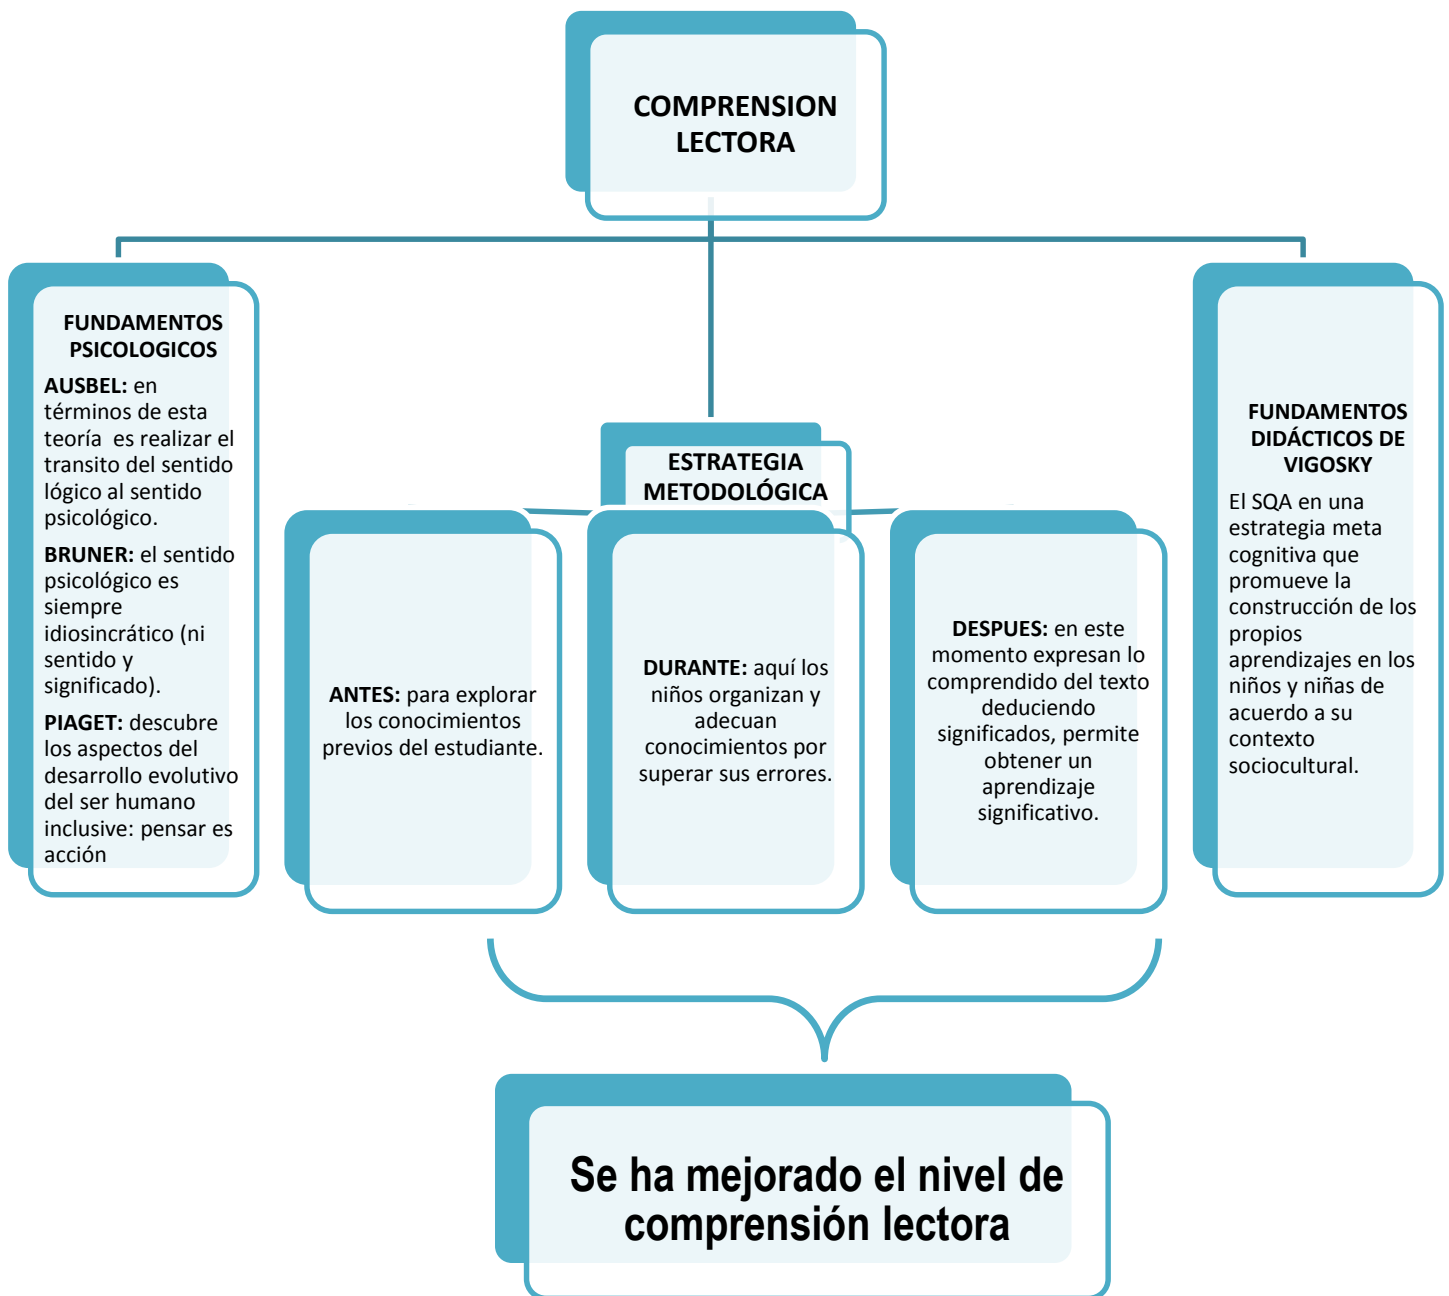 COMPRENSION
LECTORA
FUNDAMENTOS
PSICOLOGICOS
AUSBEL: en
términos de esta
teoría es realizar el
transito del sentido
lógico al sentido
psicológico.
BRUNER: el sentido
psicológico es
siempre
idiosincrático (ni
sentido y
significado).
PIAGET: descubre
los aspectos del
desarrollo evolutivo
del ser humano
inclusive: pensar es
acción
ESTRATEGIA
METODOLÓGICA
ANTES: para explorar
los conocimientos
previos del estudiante.
DURANTE: aquí los
niños organizan y
adecuan
conocimientos por
superar sus errores.
DESPUES: en este
momento expresan lo
comprendido del texto
deduciendo
significados, permite
obtener un
aprendizaje
significativo.
FUNDAMENTOS
DIDÁCTICOS DE
VIGOSKY
El SQA en una
estrategia meta
cognitiva que
promueve la
construcción de los
propios
aprendizajes en los
niños y niñas de
acuerdo a su
contexto
sociocultural.
Se ha mejorado el nivel de
comprensión lectora